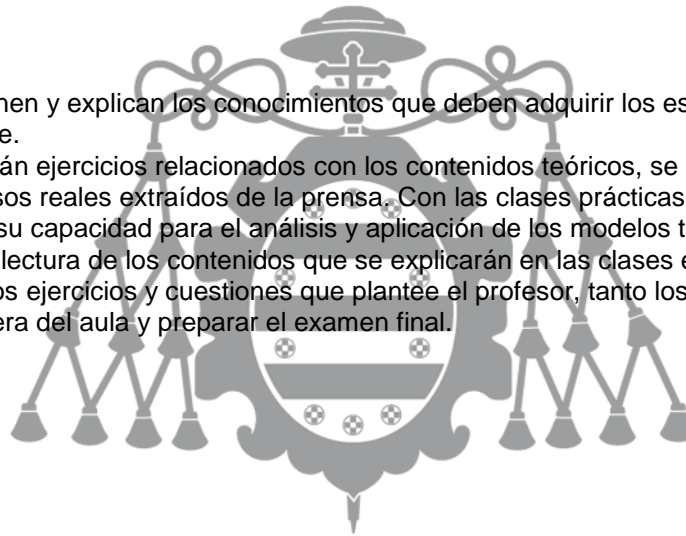 nen y explican los conocimientos que deben adquirir los es
e.
án ejercicios relacionados con los contenidos teóricos, se
sos reales extraídos de la prensa. Con las clases prácticas
su capacidad para el análisis y aplicación de los modelos t
lectura de los contenidos que se explicarán en las clases e
os ejercicios y cuestiones que plantee el profesor, tanto los
era del aula y preparar el examen final.